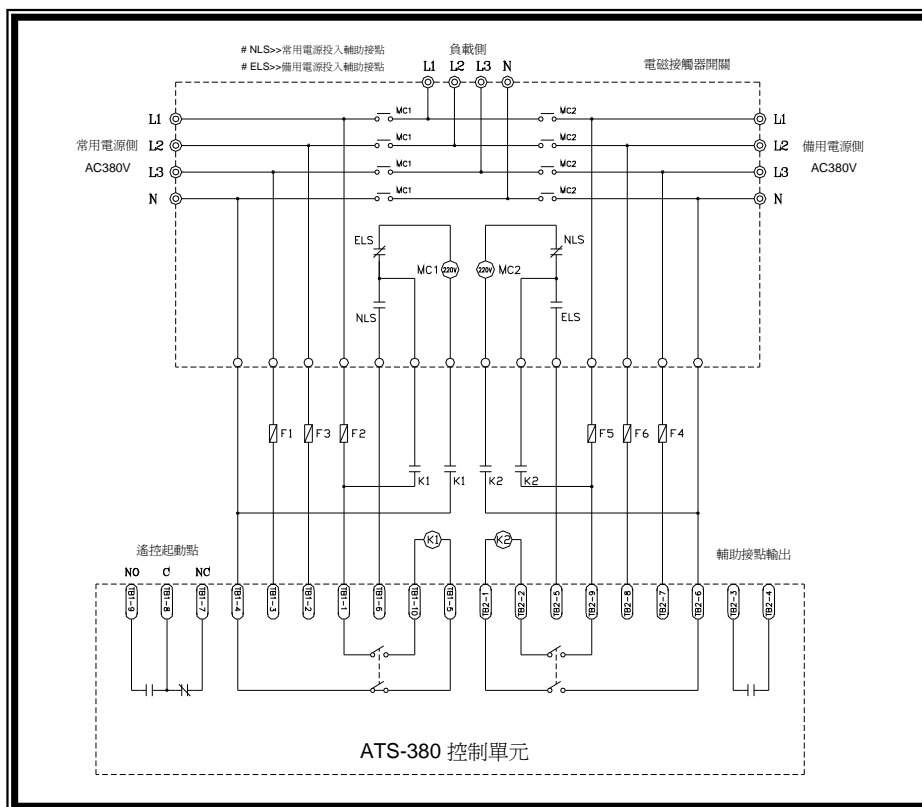 # NLS>>常用電源投入輔助接點
# ELS>>備用電源投入輔助接點
負載側
L1 L2 L3 N
電磁接觸器開關
L1 MC1 MC2 L1
常用電源側 L2 MC1 MC2 L2 備用電源側
AC380V L3 MC1 MC2 L3 AC380V
N MC1 MC2 N
ELS NLS
MC1 220V 220V MC2
NLS ELS
F1 F3 F2 F5 F6 F4
K1 K1 K2 K2
遙控起動點 K1 K2 輔助接點輸出
NO C NC
TB1-9 TB1-8 TB1-7 TB1-4 TB1-3 TB1-2 TB1-1 TB1-6 TB1-10 TB1-5 TB2-1 TB2-2 TB2-5 TB2-9 TB2-8 TB2-7 TB2-6 TB2-3 TB2-4
ATS-380 控制單元